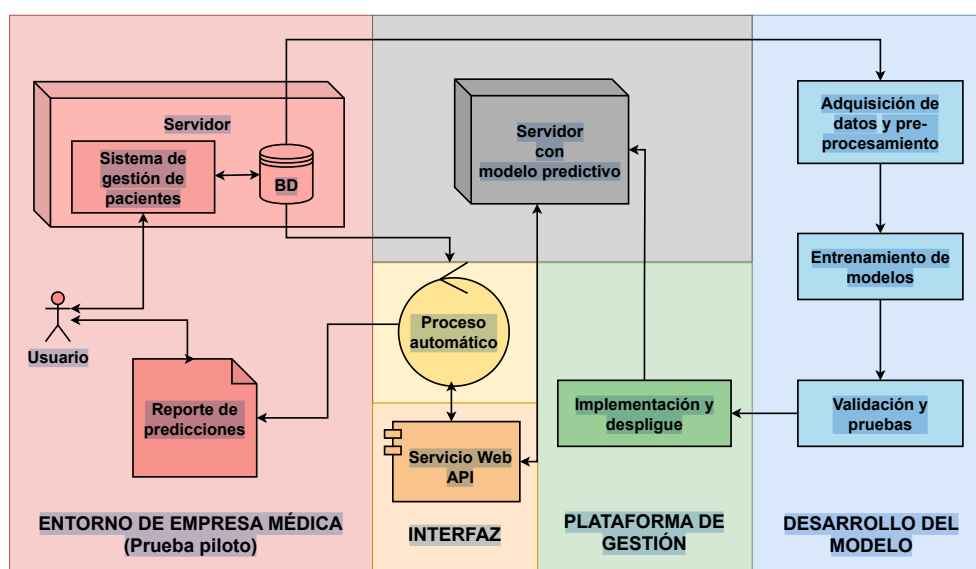 Servidor
Sistema de
gestión de
pacientes
BD
Usuario
Reporte de
predicciones
ENTORNO DE EMPRESA MÉDICA
(Prueba piloto)
Servidor
con
modelo predictivo
Proceso
automático
Servicio Web
API
INTERFAZ
Implementación y
despligue
PLATAFORMA DE
GESTIÓN
Adquisición de
datos y pre-
procesamiento
Entrenamiento de
modelos
Validación y
pruebas
DESARROLLO DEL
MODELO